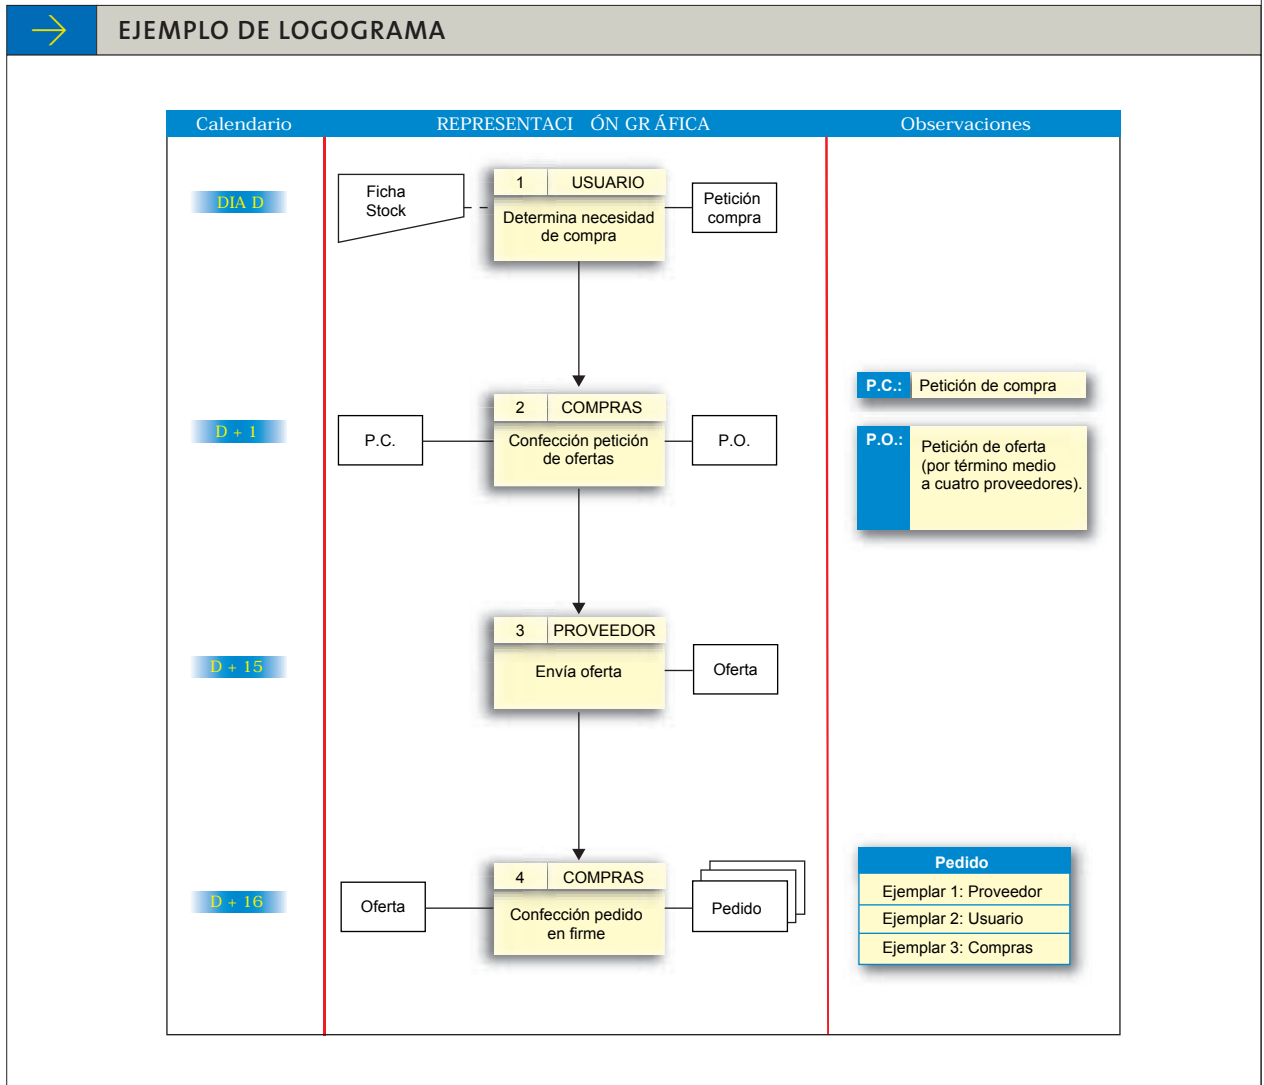 EJEMPLO DE LOGOGRAMA
Calendario
REPRESENTACI ÓN GR ÁFICA
Observaciones
DIA D
Ficha
Stock
1 USUARIO
Determina necesidad
de compra
Petición
compra
D + 1
P.C.
2 COMPRAS
Confección petición
de ofertas
P.O.
P.C.: Petición de compra
P.O.: Petición de oferta
(por término medio
a cuatro proveedores).
D + 15
3 PROVEEDOR
Envía oferta
Oferta
D + 16
Oferta
4 COMPRAS
Confección pedido
en firme
Pedido
Pedido
Ejemplar 1: Proveedor
Ejemplar 2: Usuario
Ejemplar 3: Compras